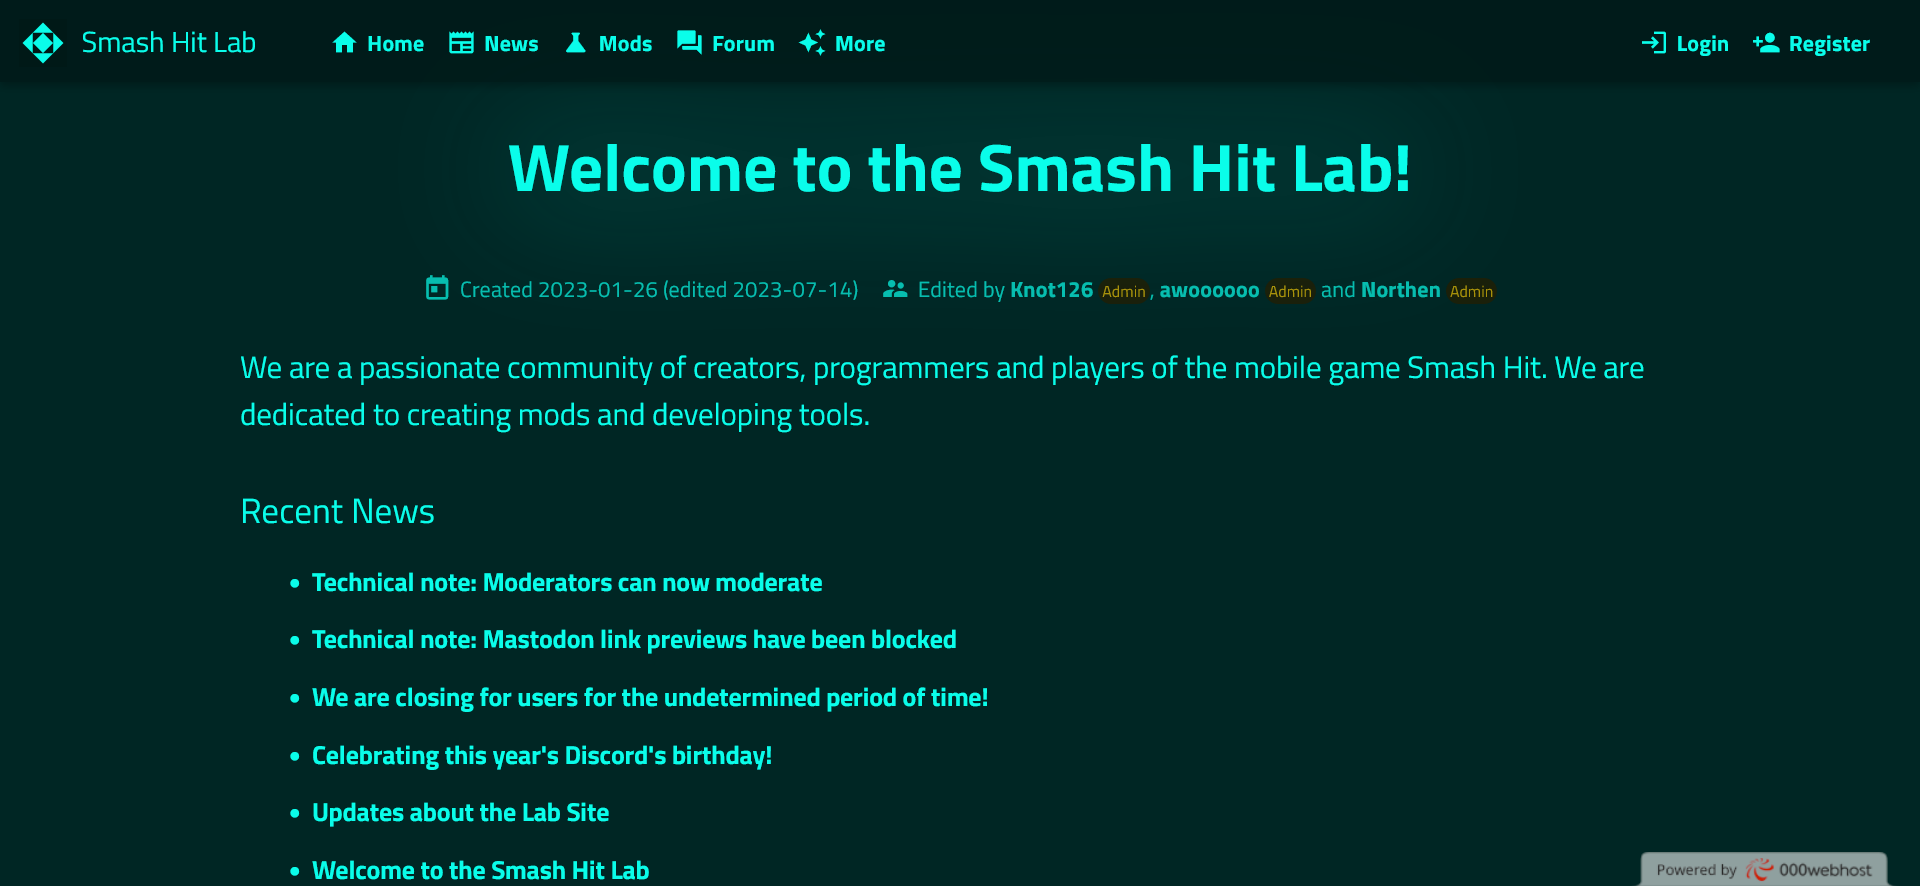 Smash Hit Lab Home News Mods Forum More Login Register
Welcome to the Smash Hit Lab!
Created 2023-01-26 (edited 2023-07-14) Edited by Knot126 Admin , awoooooo Admin and Northen Admin
We are a passionate community of creators, programmers and players of the mobile game Smash Hit. We are
dedicated to creating mods and developing tools.
Recent News
• Technical note: Moderators can now moderate
• Technical note: Mastodon link previews have been blocked
• We are closing for users for the undetermined period of time!
• Celebrating this year's Discord's birthday!
• Updates about the Lab Site
• Welcome to the Smash Hit Lab
Powered by 000webhost